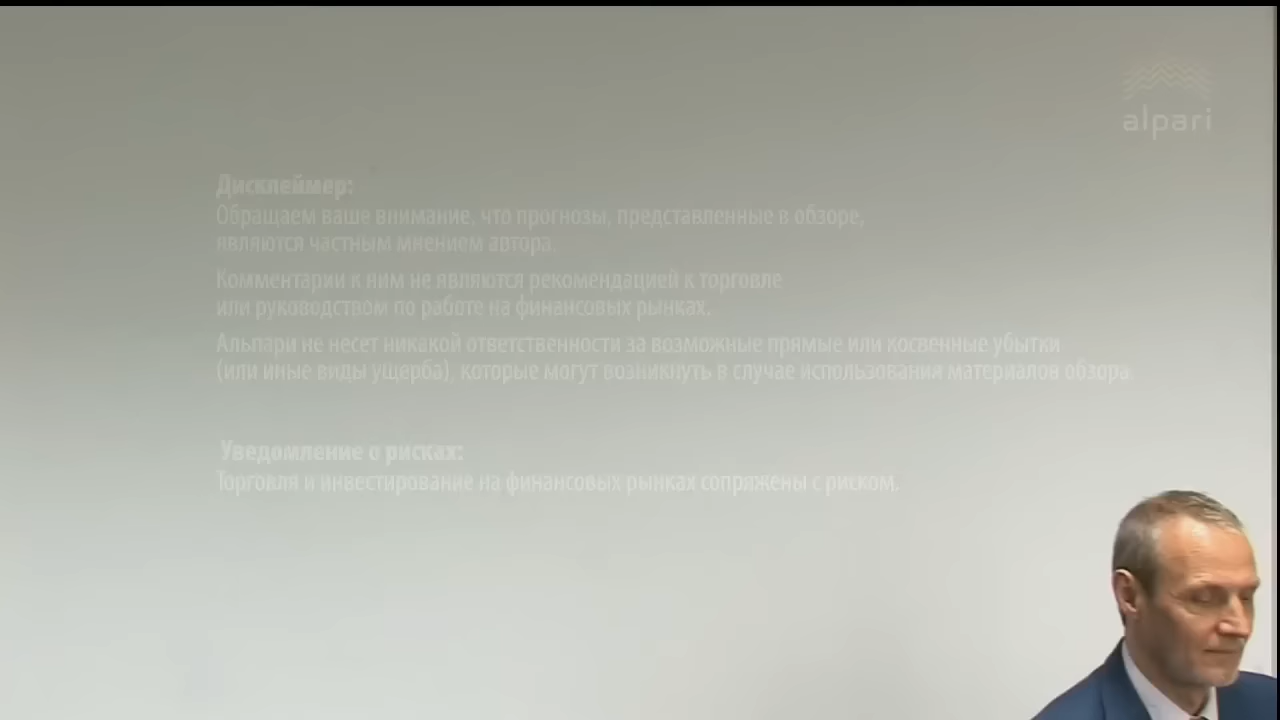 alpari
Дисклеймер:
Обращаем ваше внимание, что прогнозы, представленные в обзоре,
являются частным мнением автора.
Комментарии к ним не являются рекомендацией к торговле
или руководством по работе на финансовых рынках.
Альпари не несет никакой ответственности за возможные прямые или косвенные убытки
(или иные виды ущерба), которые могут возникнуть в случае использования материалов обзора.
Уведомление о рисках:
Торговля и инвестирование на финансовых рынках сопряжены с риском.